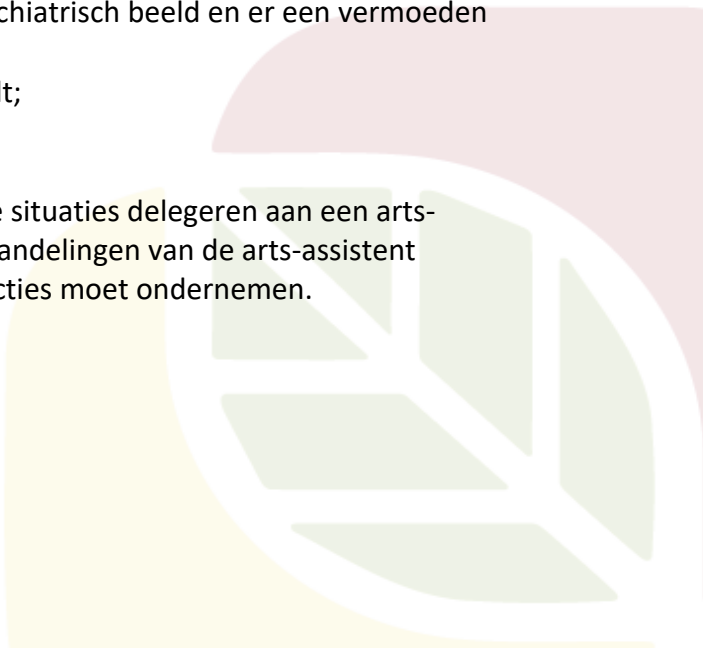 chiatrisch beeld en er een vermoeden
lt;
e situaties delegeren aan een arts-
andelingen van de arts-assistent
cties moet ondernemen.